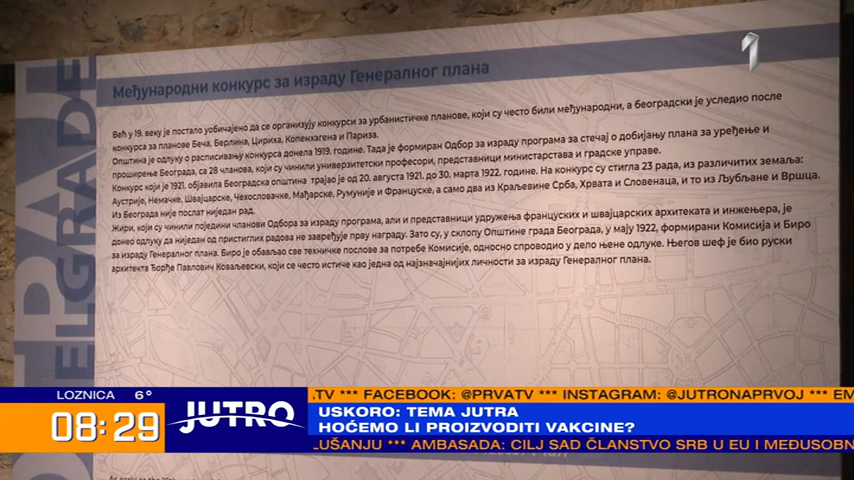 1
Међународни конкурс за израду Генералног плана
Већ у 19. веку је постало уобичајено да се организују конкурси за урбанистичке планове, који су често били међународни, а београдски је уследио после
конкурса за планове Беча, Берлина, Цириха, Копенхагена и Париза.
Општина је одлуку о расписивању конкурса донела 1919. године. Тада је формиран Одбор за израду програма за стечај о добијању плана за уређење и
проширење Београда, са 28 чланова, који су чинили универзитетски професори, представници министарстава и градске управе.
Конкурс који је 1921. објавила Београдска општина трајао је од 20. августа 1921. до 30. марта 1922. године. На конкурс су стигла 23 рада, из различитих земаља:
Аустрије, Немачке, Швајцарске, Чехословачке, Мађарске, Румуније и Француске, а само два из Краљевине Срба, Хрвата и Словенаца, и то из Љубљане и Вршца.
Из Београда није послат ниједан рад.
Жири, који су чинили поједини чланови Одбора за израду програма, али и представници удружења француских и швајцарских архитеката и инжењера, је
донео одлуку да ниједан од пристиглих радова не завређује прву награду. Зато су, у склопу Општине града Београда, у мају 1922, формирани Комисија и Биро
за израду Генералног плана. Биро је обављао све техничке послове за потребе Комисије, односно спроводио у дело њене одлуке. Његов шеф је био руски
архитекта Ђорђе Павлович Коваљевски, који се често истиче као једна од најзначајнијих личности за израду Генералног плана.
ELGRADE
LOZNICA 6°
08:29
JUTRO
.TV *** FACEBOOK: @PRVATV *** INSTAGRAM: @JUTRONAPRVOJ *** EM
USKORO: TEMA JUTRA
HOĆEMO LI PROIZVODITI VAKCINE?
LUŠANJU *** AMBASADA: CILJ SAD ČLANSTVO SRB U EU I MEĐUSOBN